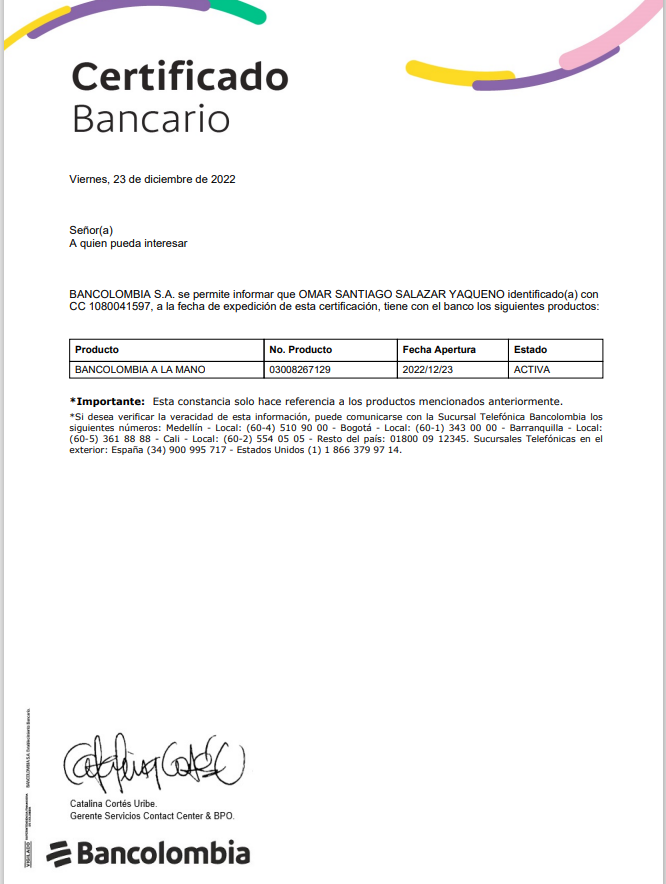 Certificado
Bancario
Viernes, 23 de diciembre de 2022
Señor(a)
A quien pueda interesar
BANCOLOMBIA S.A. se permite informar que OMAR SANTIAGO SALAZAR YAQUENO identificado(a) con
CC 1080041597, a la fecha de expedición de esta certificación, tiene con el banco los siguientes productos:
Producto No. Producto Fecha Apertura Estado
BANCOLOMBIA A LA MANO 03008267129 2022/12/23 ACTIVA
*Importante: Esta constancia solo hace referencia a los productos mencionados anteriormente.
*Si desea verificar la veracidad de esta información, puede comunicarse con la Sucursal Telefónica Bancolombia los
siguientes números: Medellín - Local: (60-4) 510 90 00 - Bogotá - Local: (60-1) 343 00 00 - Barranquilla - Local:
(60-5) 361 88 88 - Cali - Local: (60-2) 554 05 05 - Resto del país: 01800 09 12345. Sucursales Telefónicas en el
exterior: España (34) 900 995 717 - Estados Unidos (1) 1 866 379 97 14.
Catalina Cortés Uribe.
Gerente Servicios Contact Center & BPO.
Bancolombia
BANCOLOMBIA S.A. Establecimiento Bancario
VIGILADO